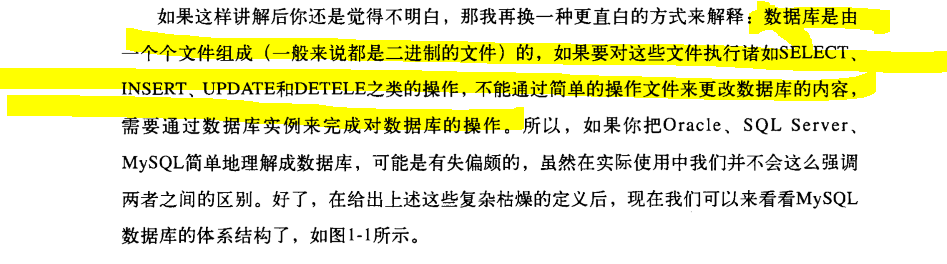 如果这样讲解后你还是觉得不明白，那我再换一种更直白的方式来解释：数据库是由
一个个文件组成（一般来说都是二进制的文件）的，如果要对这些文件执行诸如SELECT、
INSERT、UPDATE和DETELE之类的操作，不能通过简单的操作文件来更改数据库的内容，
需要通过数据库实例来完成对数据库的操作。所以，如果你把Oracle、SQL Server、
MySQL简单地理解成数据库，可能是有失偏颇的，虽然在实际使用中我们并不会这么强调
两者之间的区别。好了，在给出上述这些复杂枯燥的定义后，现在我们可以来看看MySQL
数据库的体系结构了，如图1-1所示。